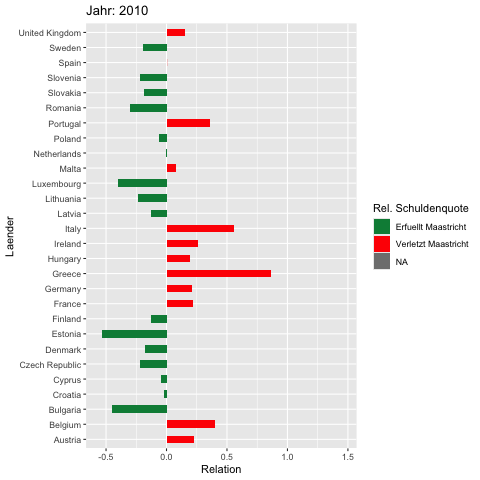 Jahr: 2010
United Kingdom
Sweden
Spain
Slovenia
Slovakia
Romania
Portugal
Poland
Netherlands
Malta
Luxembourg
Lithuania
Latvia
Italy
Ireland
Hungary
Greece
Germany
France
Finland
Estonia
Denmark
Czech Republic
Cyprus
Croatia
Bulgaria
Belgium
Austria
Laender
-0.5 0.0 0.5 1.0 1.5
Relation
Rel. Schuldenquote
Erfuellt Maastricht
Verletzt Maastricht
NA